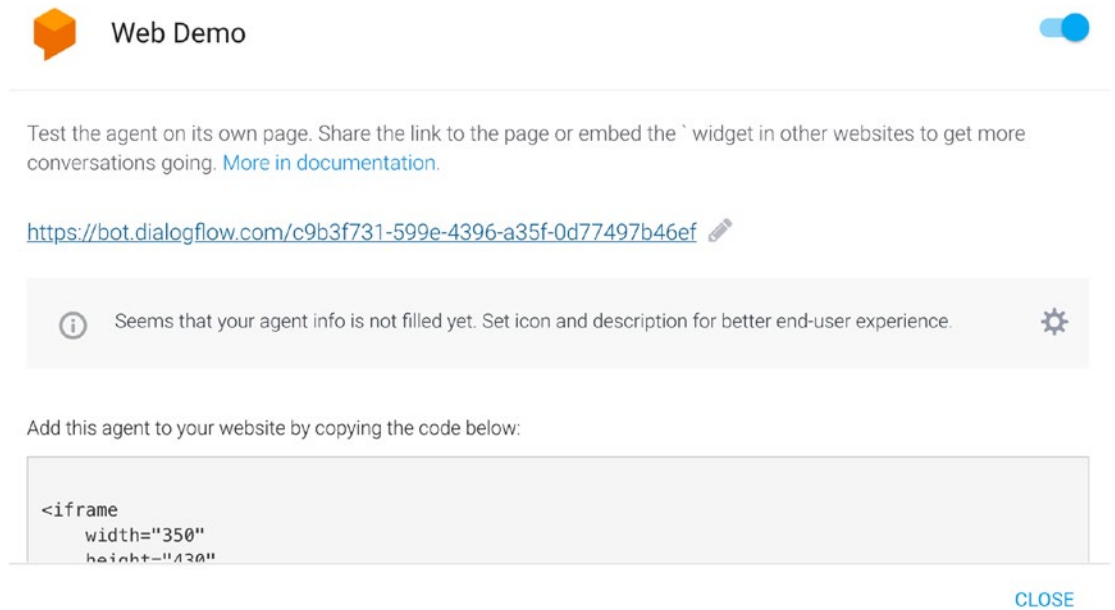 Web Demo
Test the agent on its own page. Share the link to the page or embed the ` widget in other websites to get more
conversations going. More in documentation.
https://bot.dialogflow.com/c9b3f731-599e-4396-a35f-0d77497b46ef
Seems that your agent info is not filled yet. Set icon and description for better end-user experience.
Add this agent to your website by copying the code below:
<iframe
width="350"
height="430"
CLOSE